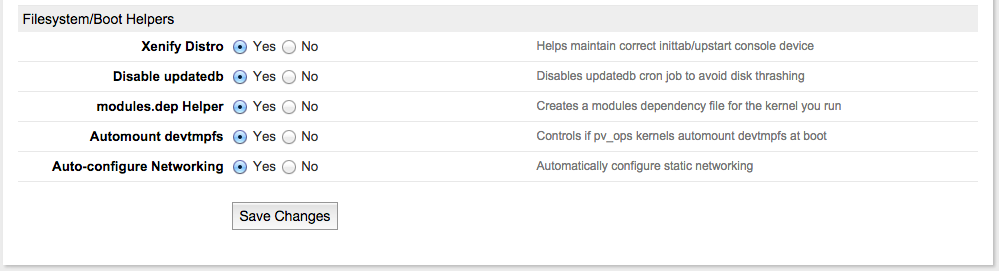 Filesystem/Boot Helpers
Xenify Distro Yes No Helps maintain correct inittab/upstart console device
Disable updatedb Yes No Disables updatedb cron job to avoid disk thrashing
modules.dep Helper Yes No Creates a modules dependency file for the kernel you run
Automount devtmpfs Yes No Controls if pv_ops kernels automount devtmpfs at boot
Auto-configure Networking Yes No Automatically configure static networking
Save Changes